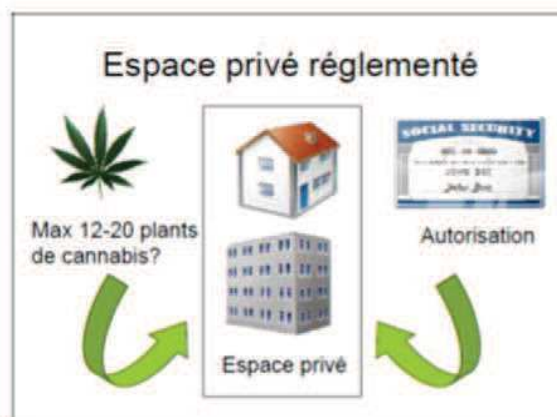 Espace privé réglementé
Max 12-20 plants
de cannabis?
SOCIAL SECURITY
Autorisation
Espace privé